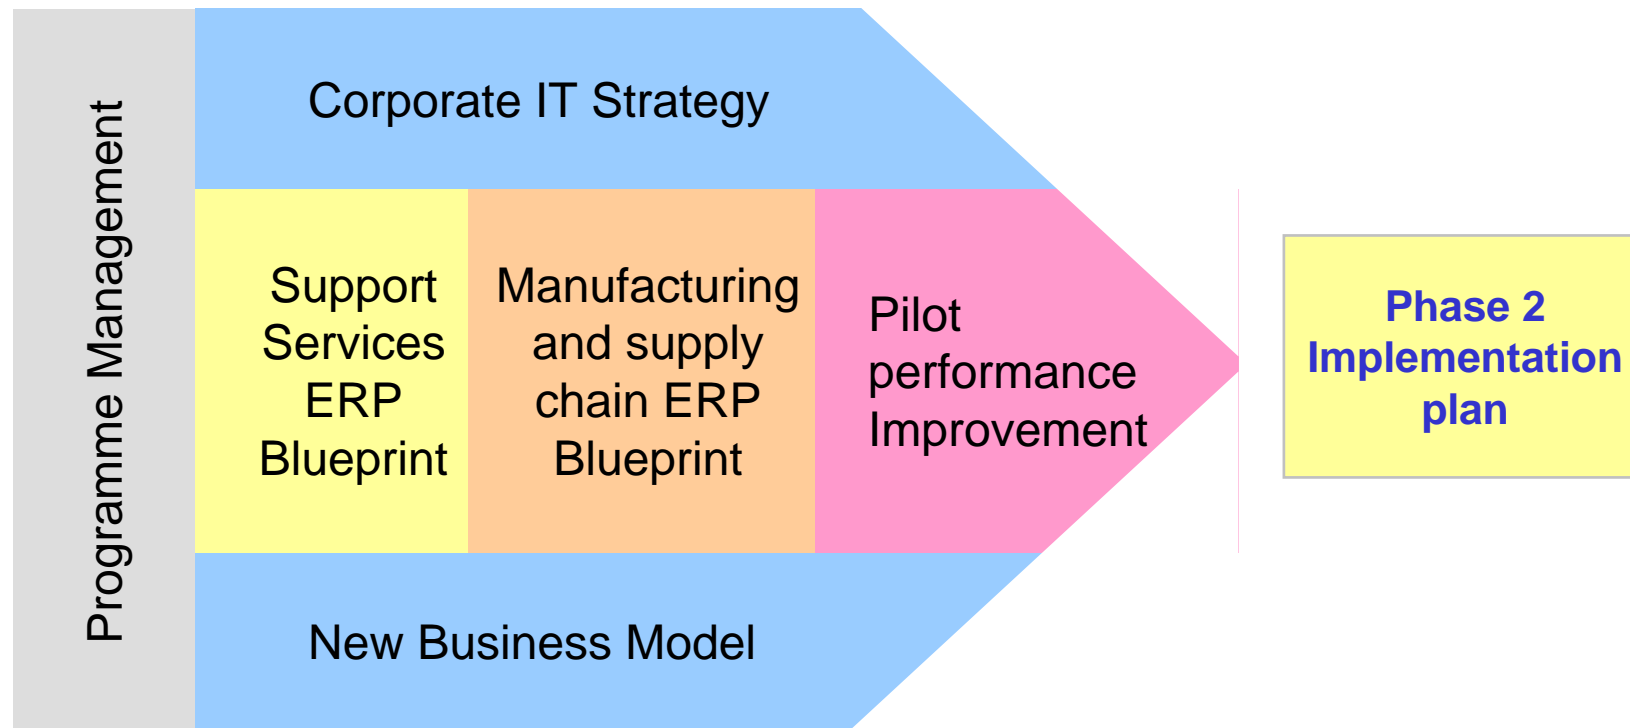 Programme Management
Corporate IT Strategy
Support
Services
ERP
Blueprint
Manufacturing
and supply
chain ERP
Blueprint
Pilot
performance
Improvement
New Business Model
Phase 2
Implementation
plan